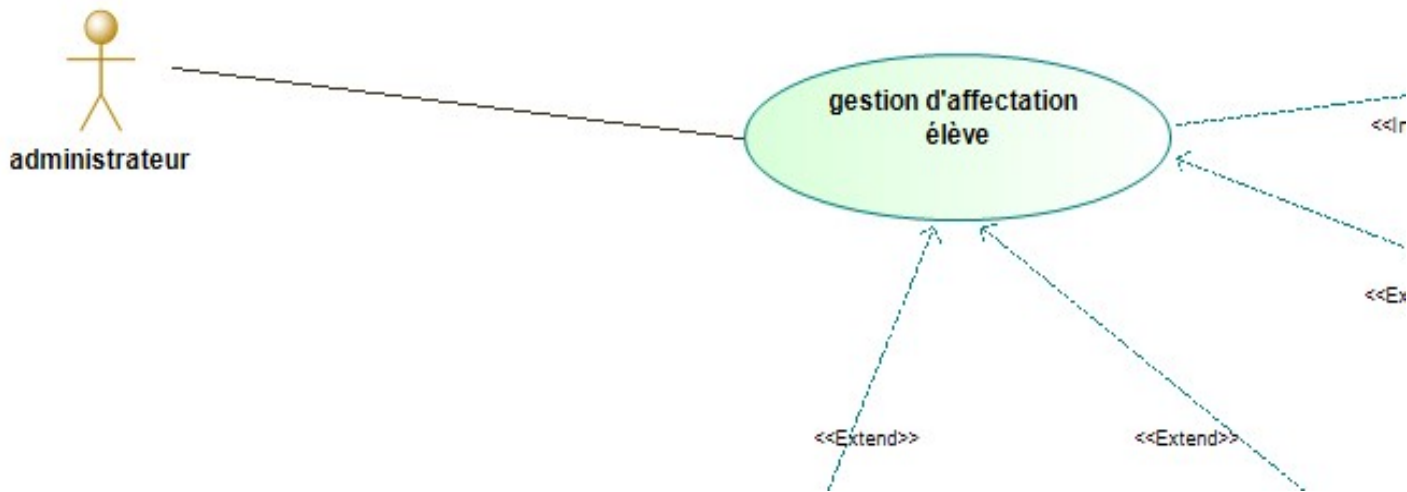 gestion d'affectation
élève
administrateur
<<Extend>>
<<Extend>>